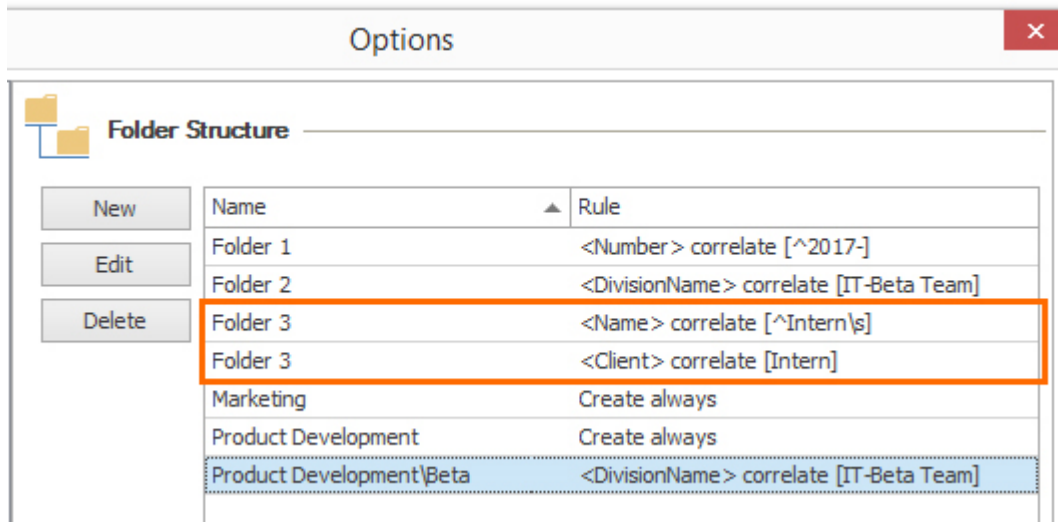 Options
Folder Structure
New
Edit
Delete
Name Rule
Folder 1 <Number> correlate [^2017-]
Folder 2 <DivisionName> correlate [IT-Beta Team]
Folder 3 <Name> correlate [^Intern\s]
Folder 3 <Client> correlate [Intern]
Marketing Create always
Product Development Create always
Product Development\Beta <DivisionName> correlate [IT-Beta Team]